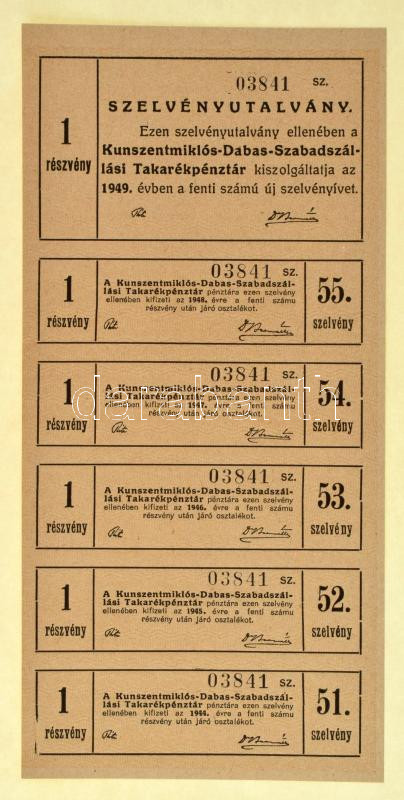 03841 SZ.
1
részvény
SZELVÉNYUTALVÁNY.
Ezen szelvényutalvány ellenében a
Kunszentmiklós-Dabas-Szabadszál-
lási Takarékpénztár kiszolgáltatja az
1949. évben a fenti számú új szelvényívet.
03841 SZ.
1
részvény
A Kunszentmiklós-Dabas-Szabadszál-
lási Takarékpénztár pénztára ezen szelvény
ellenében kifizeti az 1948. évre a fenti számu
részvény után járó osztalékot.
55.
szelvény
03841 SZ.
1
részvény
A Kunszentmiklós-Dabas-Szabadszál-
lási Takarékpénztár pénztára ezen szelvény
ellenében kifizeti az 1947. évre a fenti számu
részvény után járó osztalékot.
54.
szelvény
darabanth
03841 SZ.
1
részvény
A Kunszentmiklós-Dabas-Szabadszál-
lási Takarékpénztár pénztára ezen szelvény
ellenében kifizeti az 1946. évre a fenti számu
részvény után járó osztalékot.
53.
szelvény
03841 SZ.
1
részvény
A Kunszentmiklós-Dabas-Szabadszál-
lási Takarékpénztár pénztára ezen szelvény
ellenében kifizeti az 1945. évre a fenti számu
részvény után járó osztalékot.
52.
szelvény
03841 SZ.
1
részvény
A Kunszentmiklós-Dabas-Szabadszál-
lási Takarékpénztár pénztára ezen szelvény
ellenében kifizeti az 1944. évre a fenti számu
részvény után járó osztalékot.
51.
szelvény